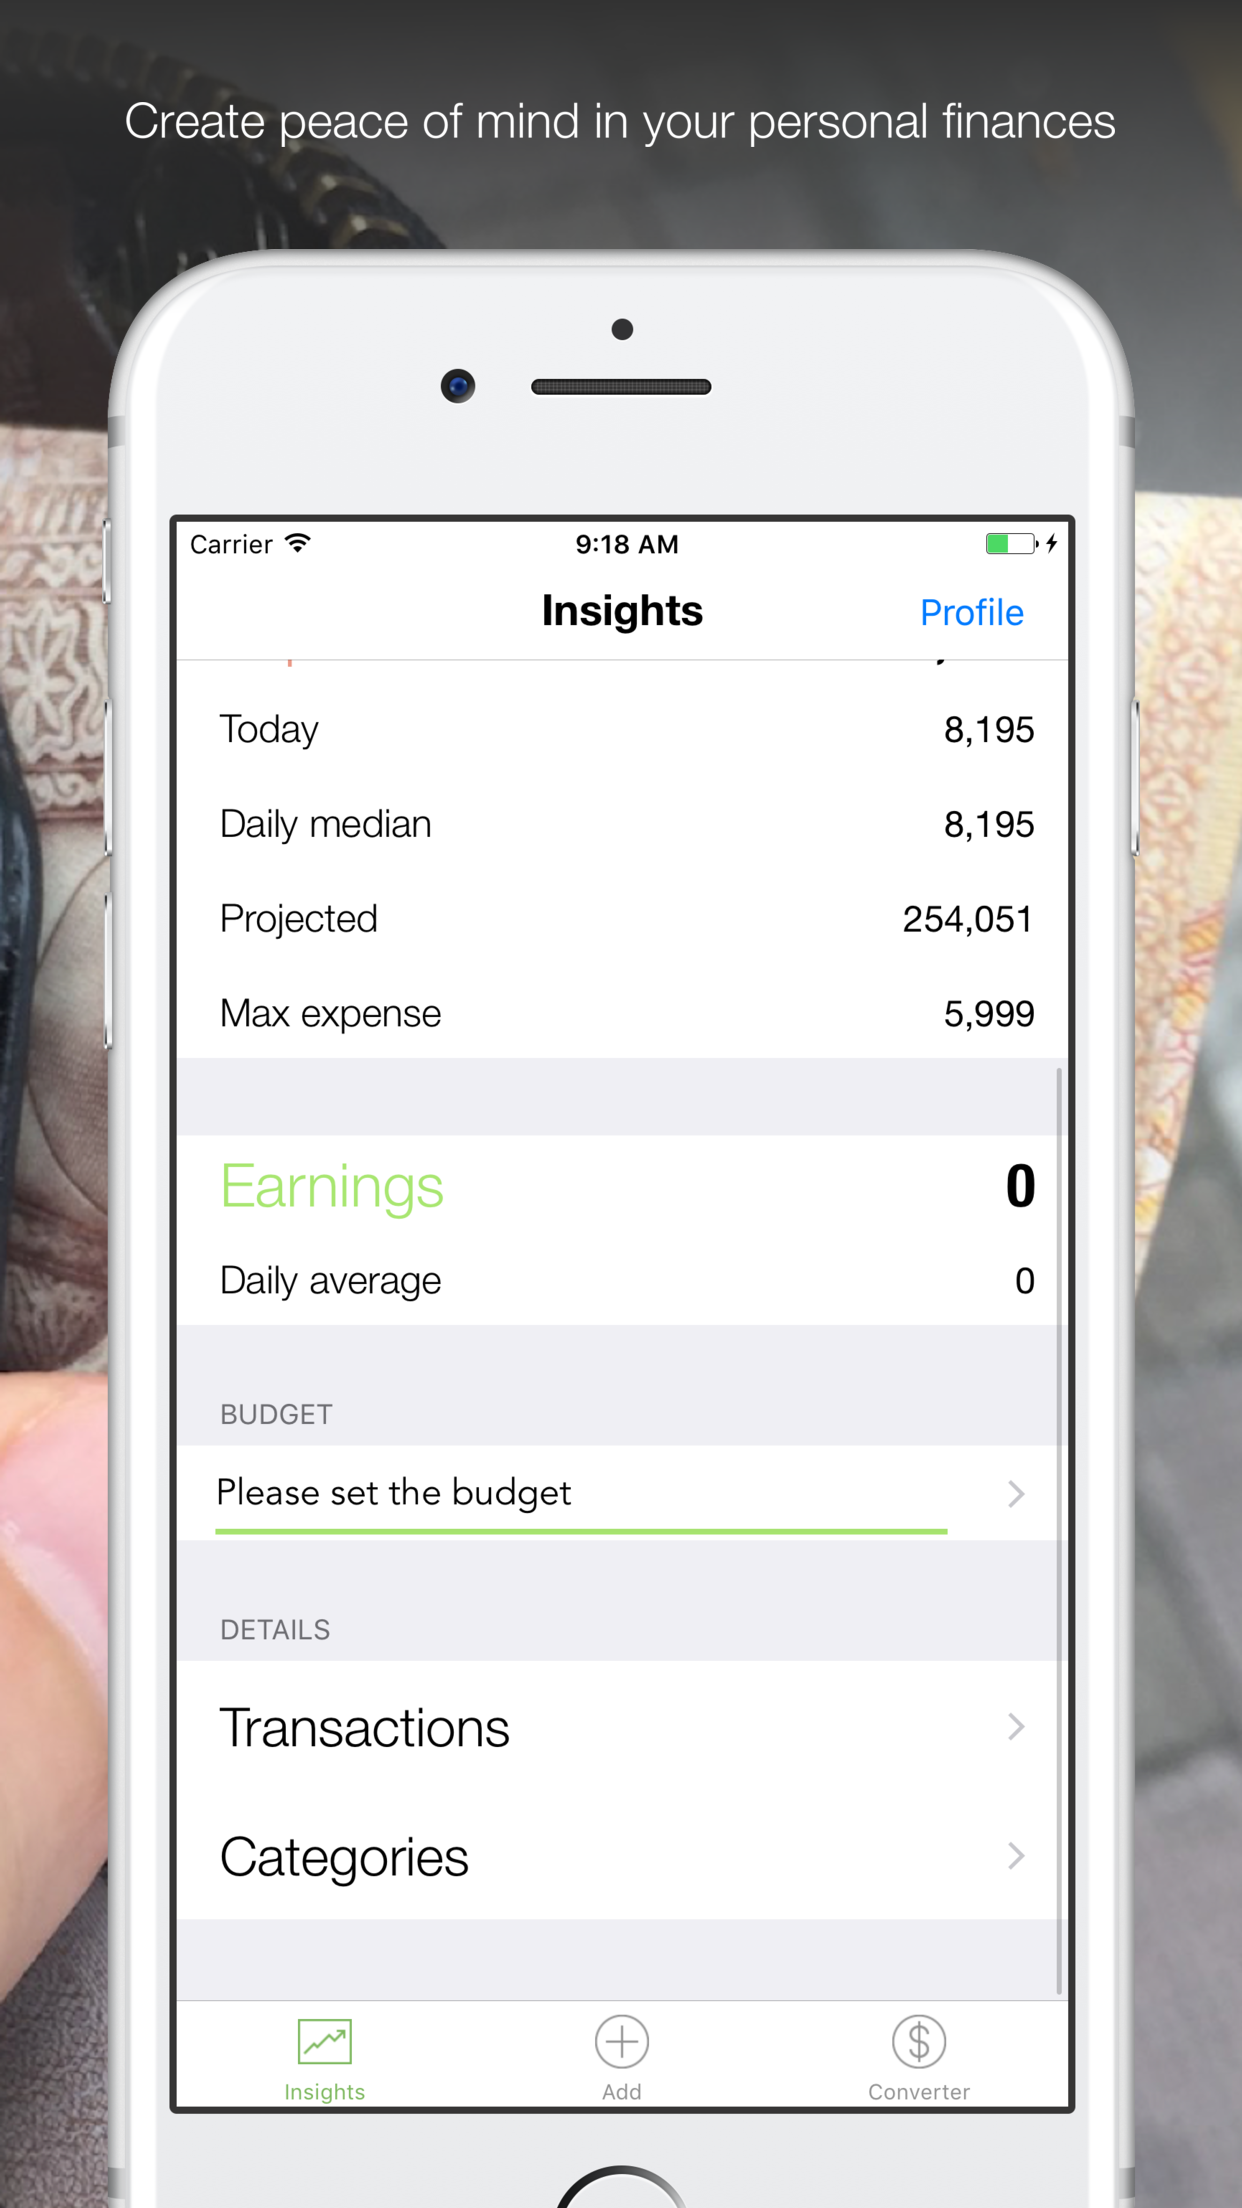 Create peace of mind in your personal finances
Carrier 9:18 AM
Insights Profile
Today 8,195
Daily median 8,195
Projected 254,051
Max expense 5,999
Earnings 0
Daily average 0
BUDGET
Please set the budget
DETAILS
Transactions
Categories
Insights Add Converter